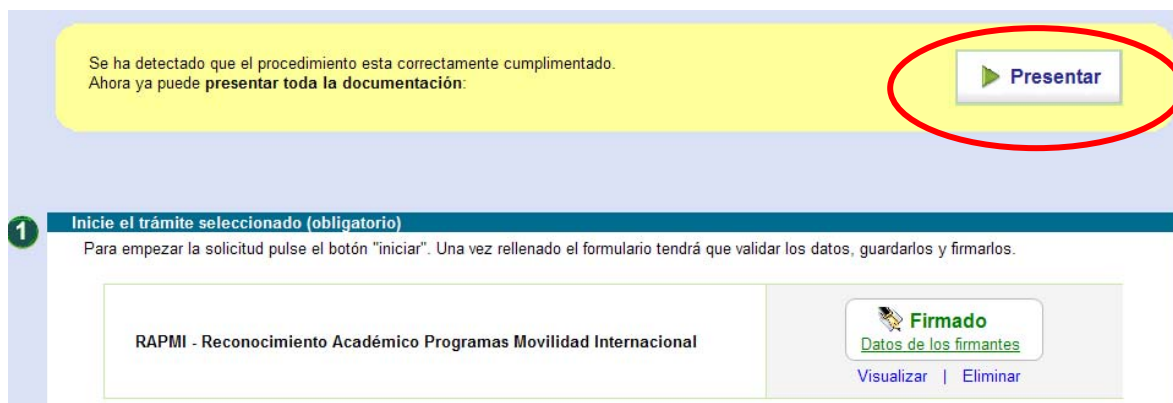 Se ha detectado que el procedimiento esta correctamente cumplimentado.
Ahora ya puede presentar toda la documentación:
Presentar
1
Inicie el trámite seleccionado (obligatorio)
Para empezar la solicitud pulse el botón "iniciar". Una vez rellenado el formulario tendrá que validar los datos, guardarlos y firmarlos.
RAPMI - Reconocimiento Académico Programas Movilidad Internacional
Firmado
Datos de los firmantes
Visualizar | Eliminar